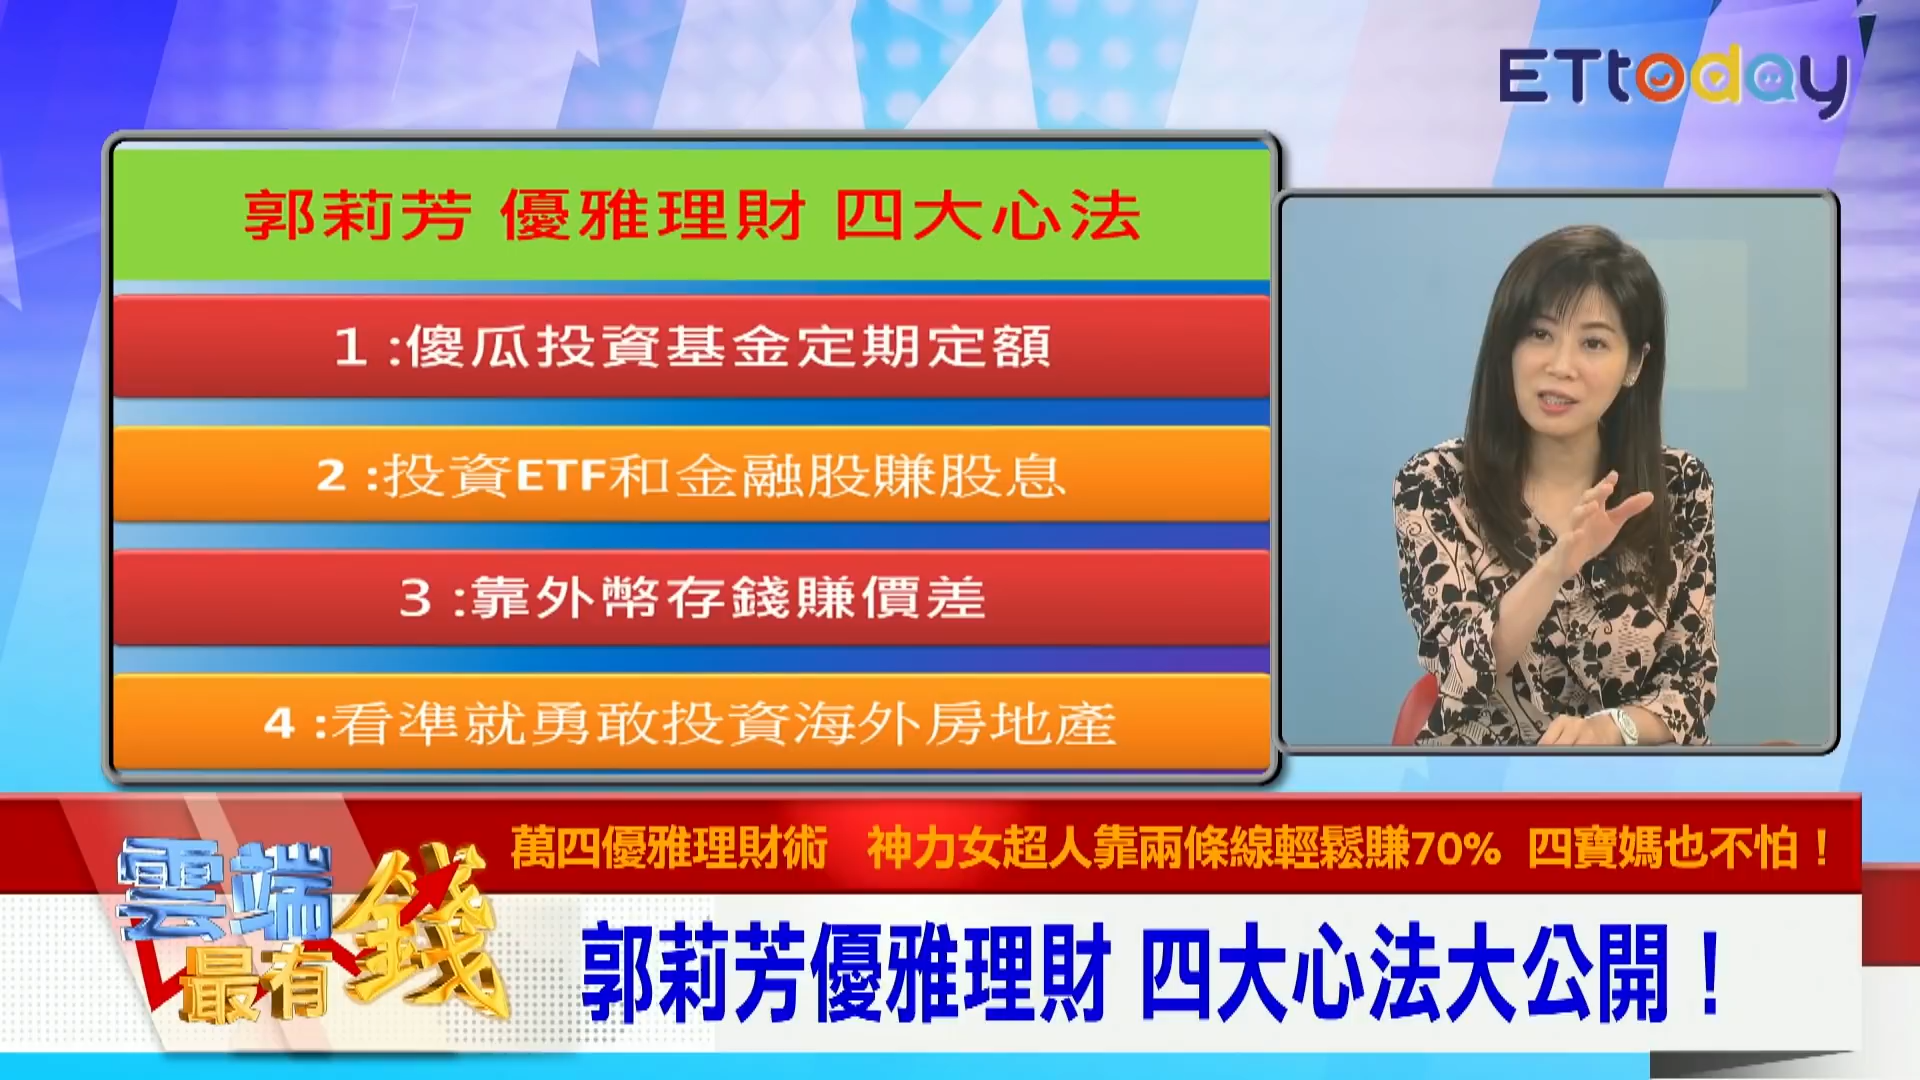 ETtoday
郭莉芳 優雅理財 四大心法
1 :傻瓜投資基金定期定額
2 :投資ETF和金融股賺股息
3 :靠外幣存錢賺價差
4 :看準就勇敢投資海外房地產
萬四優雅理財術 神力女超人靠兩條線輕鬆賺70% 四寶媽也不怕！
雲端最有錢
郭莉芳優雅理財 四大心法大公開！